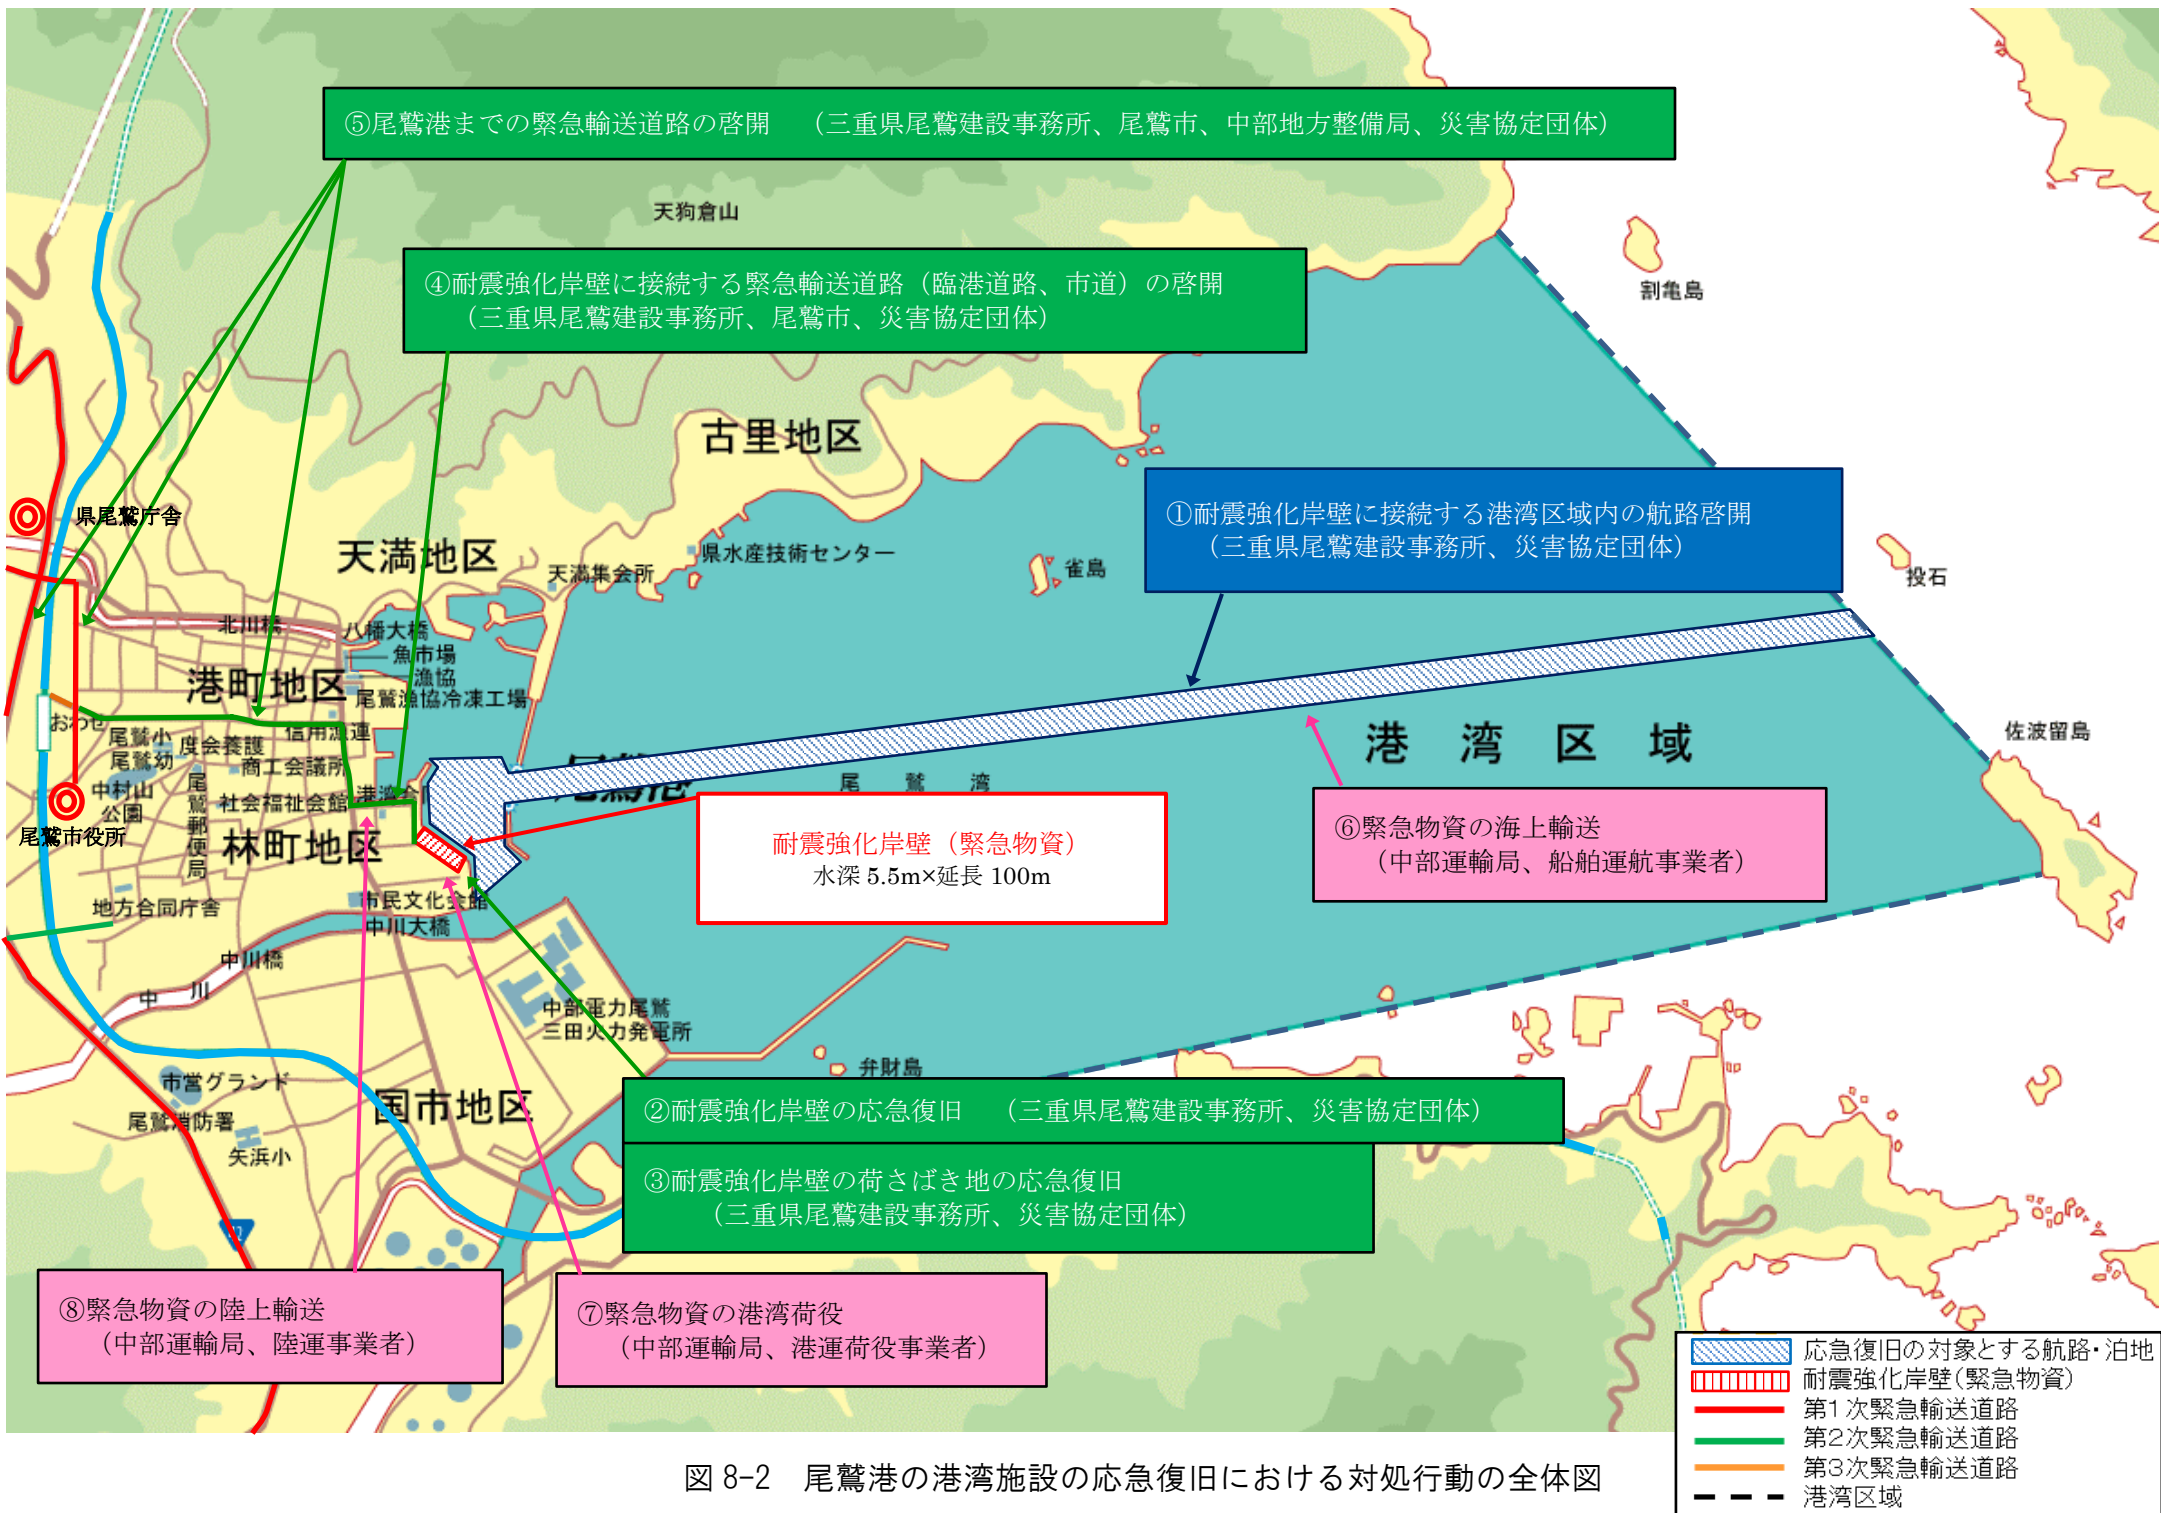 ⑤尾鷲港までの緊急輸送道路の啓開　（三重県尾鷲建設事務所、尾鷲市、中部地方整備局、災害協定団体）
天狗倉山
④耐震強化岸壁に接続する緊急輸送道路（臨港道路、市道）の啓開
（三重県尾鷲建設事務所、尾鷲市、災害協定団体）
割亀島
古里地区
①耐震強化岸壁に接続する港湾区域内の航路啓開
（三重県尾鷲建設事務所、災害協定団体）
県尾鷲庁舎
天満地区
県水産技術センター
天満集会所
雀島
投石
北川橋
八幡大橋
魚市場
漁協
港町地区
尾鷲漁協冷凍工場
おわせ
信用漁連
尾鷲小
尾鷲幼
度会養護
商工会議所
港湾区域
佐波留島
尾鷲港
尾鷲湾
中村山
公園
尾鷲郵便局
社会福祉会館
尾鷲市役所
林町地区
耐震強化岸壁（緊急物資）
水深 5.5m×延長 100m
⑥緊急物資の海上輸送
（中部運輸局、船舶運航事業者）
市民文化会館
地方合同庁舎
中川大橋
中川橋
中川
中部電力尾鷲
三田火力発電所
弁財島
市営グランド
尾鷲消防署
矢浜小
国市地区
②耐震強化岸壁の応急復旧　（三重県尾鷲建設事務所、災害協定団体）
③耐震強化岸壁の荷さばき地の応急復旧
（三重県尾鷲建設事務所、災害協定団体）
⑧緊急物資の陸上輸送
（中部運輸局、陸運事業者）
⑦緊急物資の港湾荷役
（中部運輸局、港運荷役事業者）
応急復旧の対象とする航路・泊地
耐震強化岸壁(緊急物資)
第1次緊急輸送道路
第2次緊急輸送道路
第3次緊急輸送道路
港湾区域
図 8-2　尾鷲港の港湾施設の応急復旧における対処行動の全体図